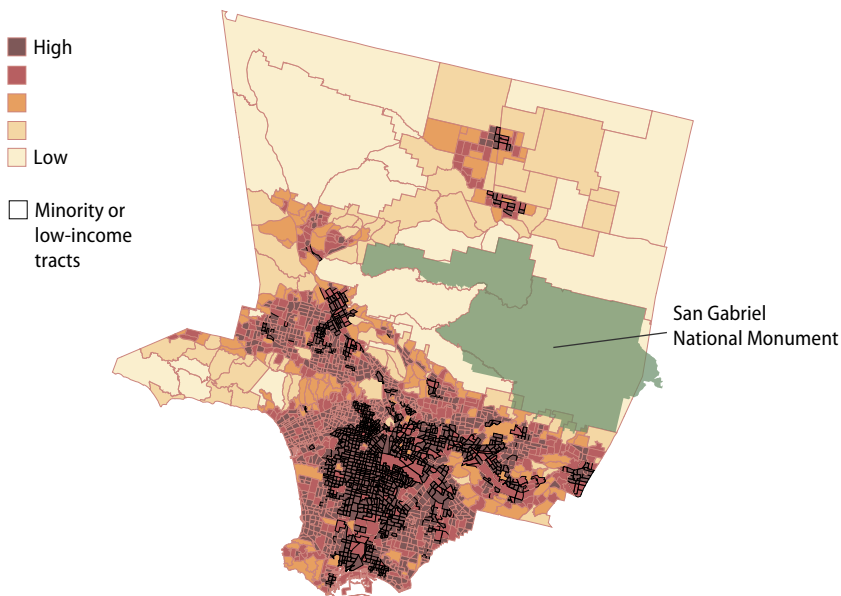 High
Low
Minority or
low-income
tracts
San Gabriel
National Monument